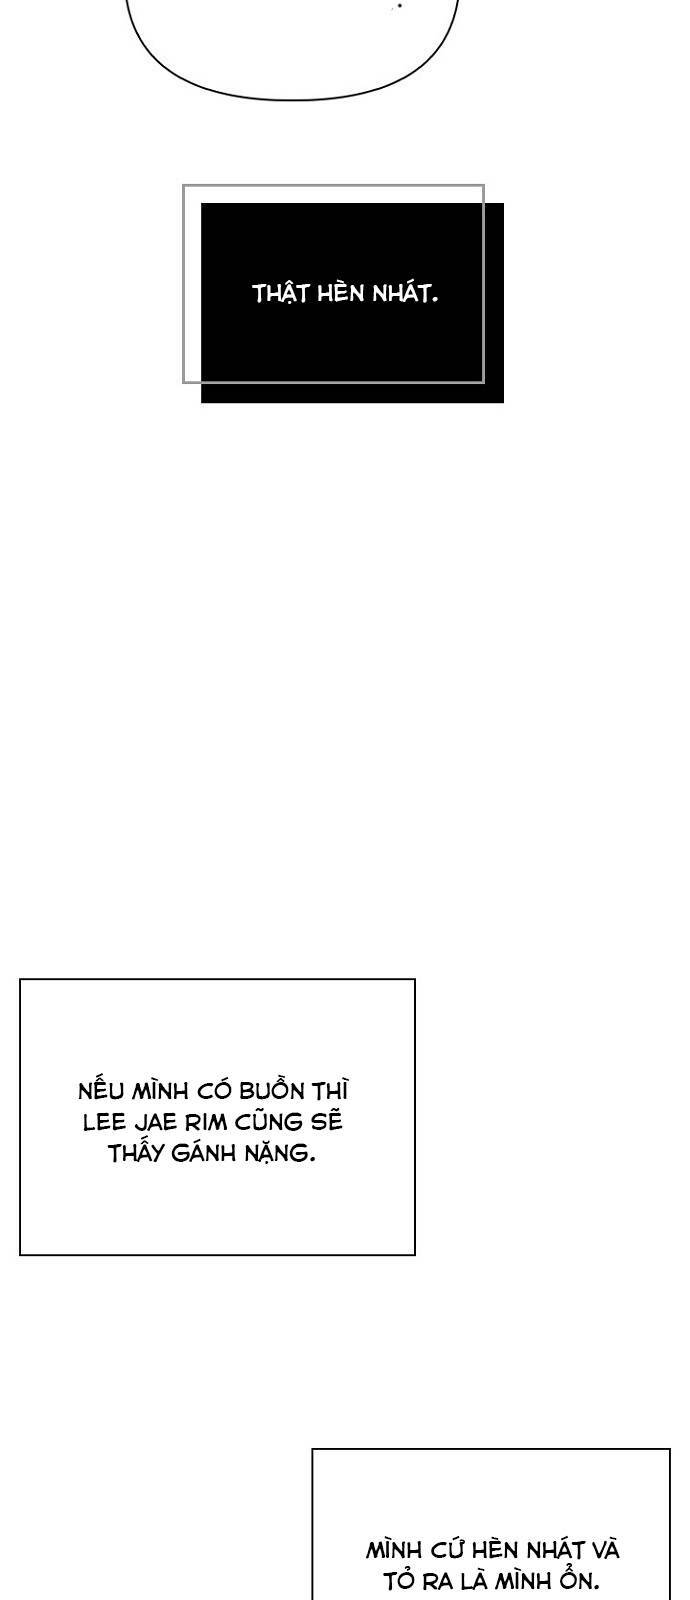 THẬT HÈN NHÁT.
NẾU MÌNH CÓ BUỒN THÌ
LEE JAE RIM CŨNG SẼ
THẤY GÁNH NẶNG.
MÌNH CỨ HÈN NHÁT VÀ
TỎ RA LÀ MÌNH ỔN.